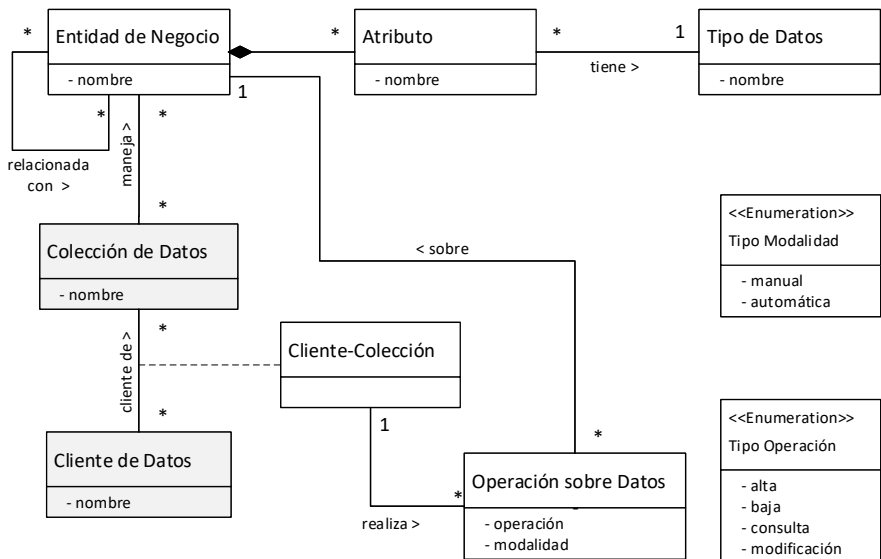 * Entidad de Negocio * Atributo * 1 Tipo de Datos
- nombre - nombre tiene > - nombre
* * 1
relacionada
con >
maneja >
*
Colección de Datos
- nombre
< sobre
<<Enumeration>>
Tipo Modalidad
- manual
- automática
*
cliente de >
*
Cliente-Colección
1
Cliente de Datos
- nombre
*
Operación sobre Datos
- operación
- modalidad
*
realiza >
<<Enumeration>>
Tipo Operación
- alta
- baja
- consulta
- modificación